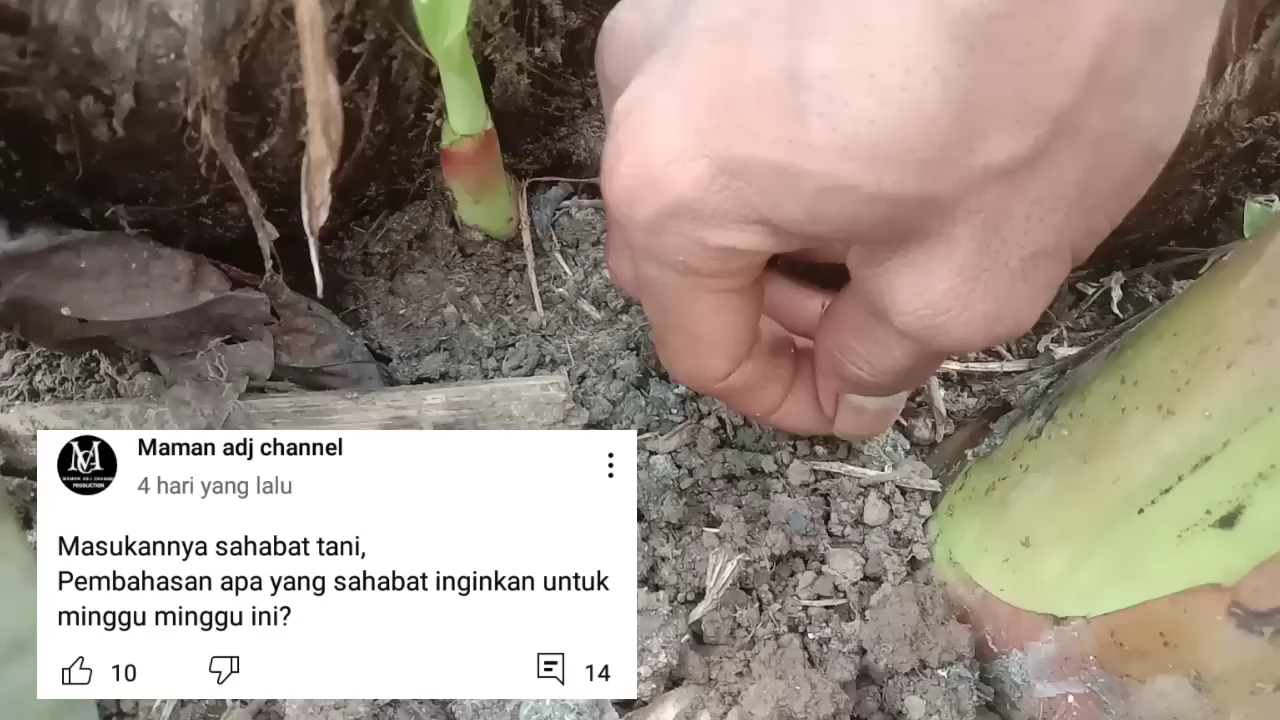 Maman adj channel
4 hari yang lalu
Masukannya sahabat tani,
Pembahasan apa yang sahabat inginkan untuk
minggu minggu ini?
10
14